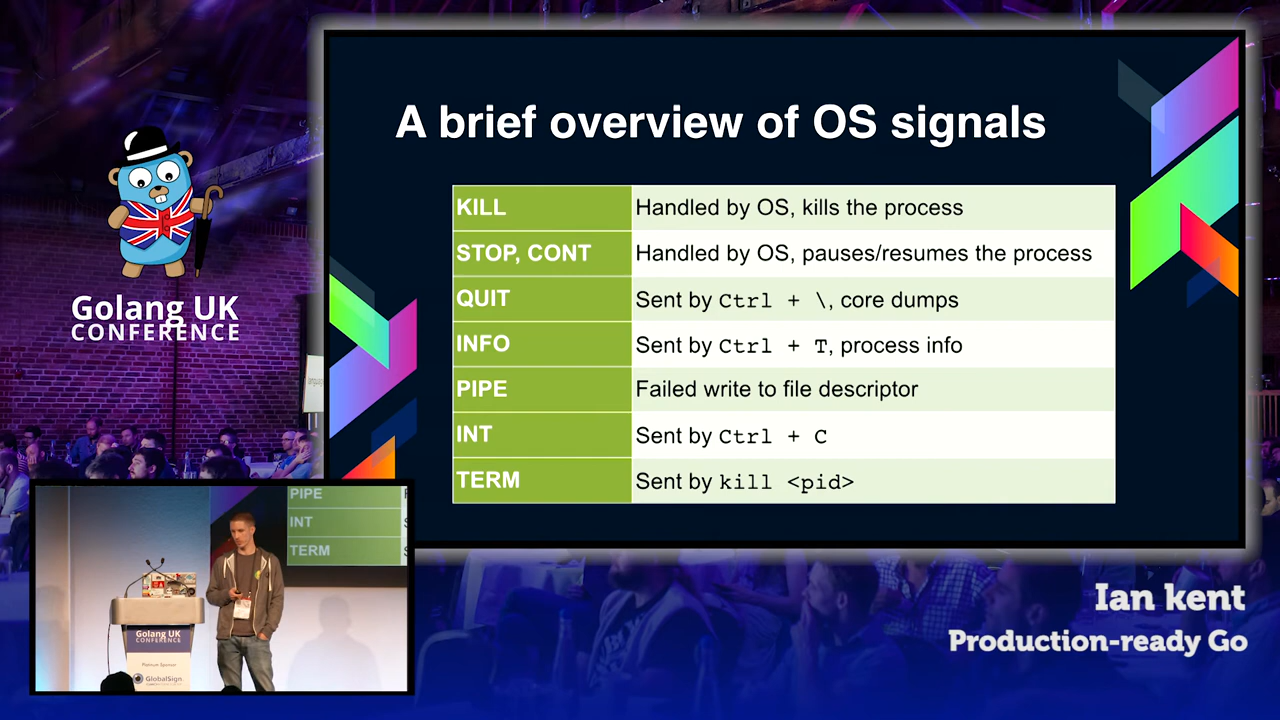 A brief overview of OS signals
KILL Handled by OS, kills the process
STOP, CONT Handled by OS, pauses/resumes the process
QUIT Sent by Ctrl + \, core dumps
INFO Sent by Ctrl + T, process info
PIPE Failed write to file descriptor
INT Sent by Ctrl + C
TERM Sent by kill <pid>
Golang UK
CONFERENCE
PIPE
INT
TERM
Golang UK
CONFERENCE
Platinum Sponsor
GlobalSign
Ian kent
Production-ready Go